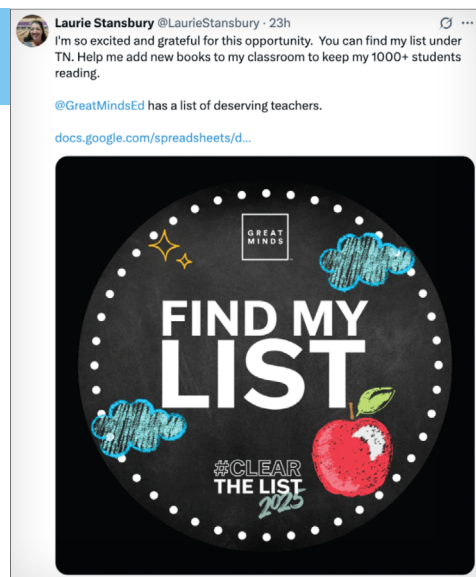 Laurie Stansbury @LaurieStansbury · 23h
I'm so excited and grateful for this opportunity.  You can find my list under
TN. Help me add new books to my classroom to keep my 1000+ students
reading.
@GreatMindsEd has a list of deserving teachers.
docs.google.com/spreadsheets/d...
GREAT
MINDS
FIND MY
LIST
#CLEAR
THE LIST
2025